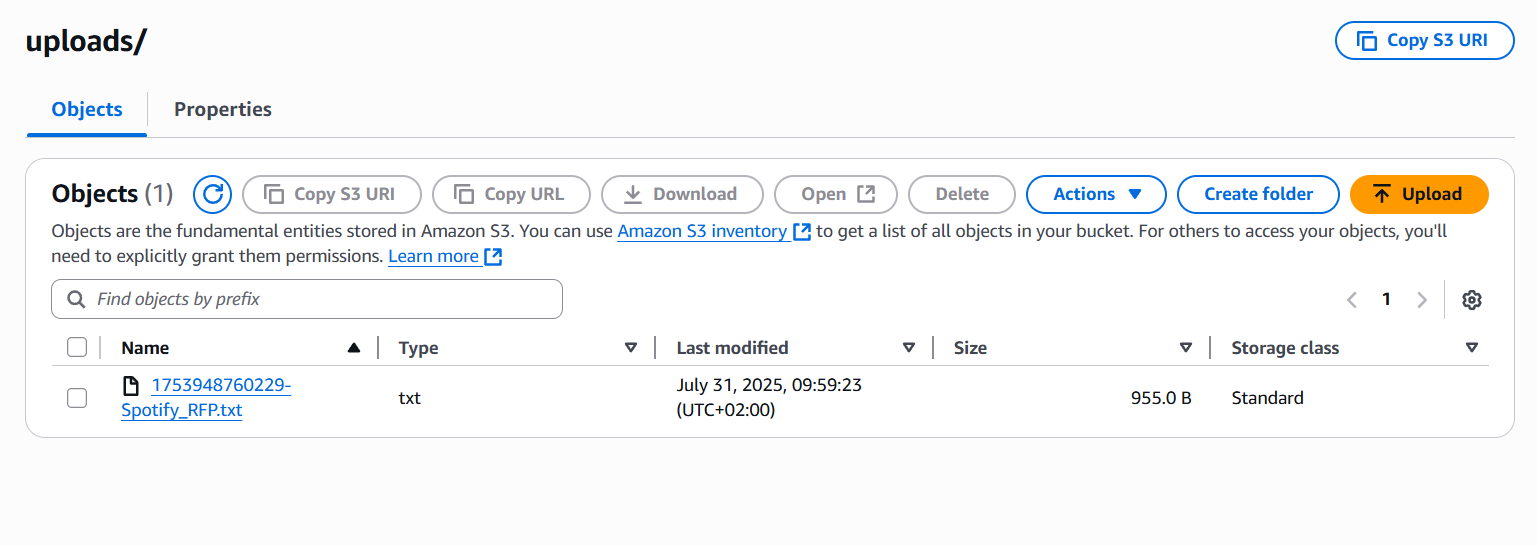 uploads/
Copy S3 URI
Objects
Properties
Objects (1)
Copy S3 URI
Copy URL
Download
Open
Delete
Actions
Create folder
Upload
Objects are the fundamental entities stored in Amazon S3. You can use Amazon S3 inventory to get a list of all objects in your bucket. For others to access your objects, you'll
need to explicitly grant them permissions. Learn more
Find objects by prefix
1
Name
Type
Last modified
Size
Storage class
1753948760229-
Spotify_RFP.txt
txt
July 31, 2025, 09:59:23
(UTC+02:00)
955.0 B
Standard